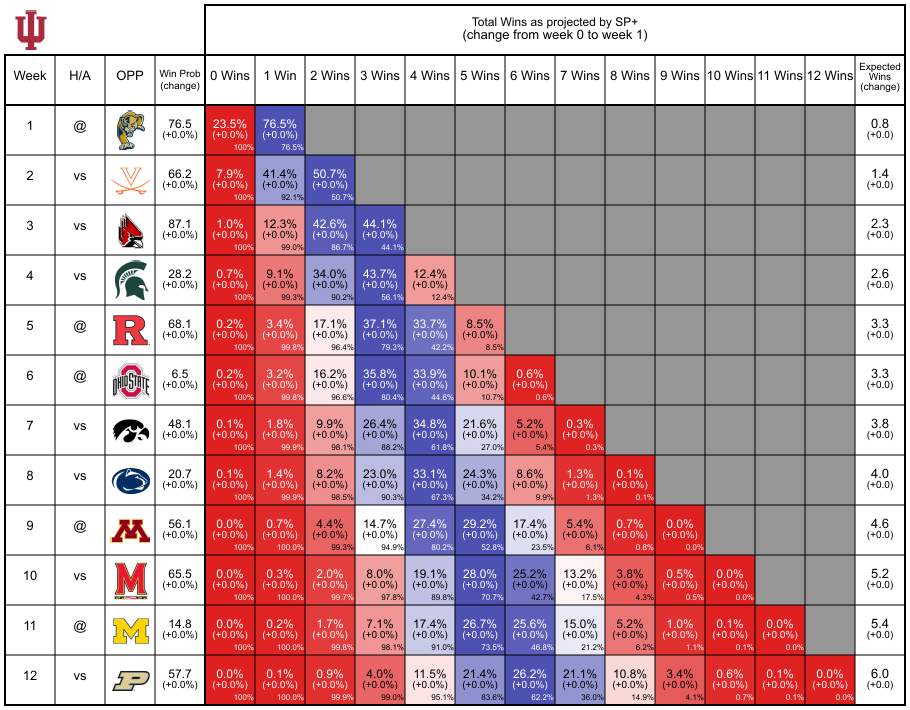 Total Wins as projected by SP+
(change from week 0 to week 1)
Week H/A OPP Win Prob (change) 0 Wins 1 Win 2 Wins 3 Wins 4 Wins 5 Wins 6 Wins 7 Wins 8 Wins 9 Wins 10 Wins 11 Wins 12 Wins Expected Wins (change)
1 @ 76.5 23.5% 76.5% 0.8
(+0.0%) (+0.0%) (+0.0%) (+0.0)
100% 76.5%
2 vs 66.2 7.9% 41.4% 50.7% 1.4
(+0.0%) (+0.0%) (+0.0%) (+0.0%) (+0.0)
100% 92.1% 50.7%
3 vs 87.1 1.0% 12.3% 42.6% 44.1% 2.3
(+0.0%) (+0.0%) (+0.0%) (+0.0%) (+0.0%) (+0.0)
100% 99.0% 86.7% 44.1%
4 vs 28.2 0.7% 9.1% 34.0% 43.7% 12.4% 2.6
(+0.0%) (+0.0%) (+0.0%) (+0.0%) (+0.0%) (+0.0%) (+0.0)
100% 99.3% 90.2% 56.1% 12.4%
5 @ R 68.1 0.2% 3.4% 17.1% 37.1% 33.7% 8.5% 3.3
(+0.0%) (+0.0%) (+0.0%) (+0.0%) (+0.0%) (+0.0%) (+0.0%) (+0.0)
100% 99.8% 96.4% 79.3% 42.2% 8.5%
6 @ OHIO STATE 6.5 0.2% 3.2% 16.2% 35.8% 33.9% 10.1% 0.6% 3.3
(+0.0%) (+0.0%) (+0.0%) (+0.0%) (+0.0%) (+0.0%) (+0.0%) (+0.0%) (+0.0)
100% 99.8% 96.6% 80.4% 44.6% 10.7% 0.6%
7 vs 48.1 0.1% 1.8% 9.9% 26.4% 34.8% 21.6% 5.2% 0.3% 3.8
(+0.0%) (+0.0%) (+0.0%) (+0.0%) (+0.0%) (+0.0%) (+0.0%) (+0.0%) (+0.0%) (+0.0)
100% 99.9% 98.1% 88.2% 61.8% 27.0% 5.4% 0.3%
8 vs 20.7 0.1% 1.4% 8.2% 23.0% 33.1% 24.3% 8.6% 1.3% 0.1% 4.0
(+0.0%) (+0.0%) (+0.0%) (+0.0%) (+0.0%) (+0.0%) (+0.0%) (+0.0%) (+0.0%) (+0.0%) (+0.0)
100% 99.9% 98.5% 90.3% 67.3% 34.2% 9.9% 1.3% 0.1%
9 @ M 56.1 0.0% 0.7% 4.4% 14.7% 27.4% 29.2% 17.4% 5.4% 0.7% 0.0% 4.6
(+0.0%) (+0.0%) (+0.0%) (+0.0%) (+0.0%) (+0.0%) (+0.0%) (+0.0%) (+0.0%) (+0.0%) (+0.0%) (+0.0)
100% 100.0% 99.3% 94.9% 80.2% 52.8% 23.5% 6.1% 0.8% 0.0%
10 vs M 65.5 0.0% 0.3% 2.0% 8.0% 19.1% 28.0% 25.2% 13.2% 3.8% 0.5% 0.0% 5.2
(+0.0%) (+0.0%) (+0.0%) (+0.0%) (+0.0%) (+0.0%) (+0.0%) (+0.0%) (+0.0%) (+0.0%) (+0.0%) (+0.0%) (+0.0)
100% 100.0% 99.7% 97.8% 89.8% 70.7% 42.7% 17.5% 4.3% 0.5% 0.0%
11 @ M 14.8 0.0% 0.2% 1.7% 7.1% 17.4% 26.7% 25.6% 15.0% 5.2% 1.0% 0.1% 0.0% 5.4
(+0.0%) (+0.0%) (+0.0%) (+0.0%) (+0.0%) (+0.0%) (+0.0%) (+0.0%) (+0.0%) (+0.0%) (+0.0%) (+0.0%) (+0.0%) (+0.0)
100% 100.0% 99.8% 98.1% 91.0% 73.5% 46.8% 21.2% 6.2% 1.1% 0.1% 0.0%
12 vs P 57.7 0.0% 0.1% 0.9% 4.0% 11.5% 21.4% 26.2% 21.1% 10.8% 3.4% 0.6% 0.1% 0.0% 6.0
(+0.0%) (+0.0%) (+0.0%) (+0.0%) (+0.0%) (+0.0%) (+0.0%) (+0.0%) (+0.0%) (+0.0%) (+0.0%) (+0.0%) (+0.0%) (+0.0%) (+0.0)
100% 100.0% 99.9% 99.0% 95.1% 83.6% 62.2% 36.0% 14.9% 4.1% 0.7% 0.1% 0.0%